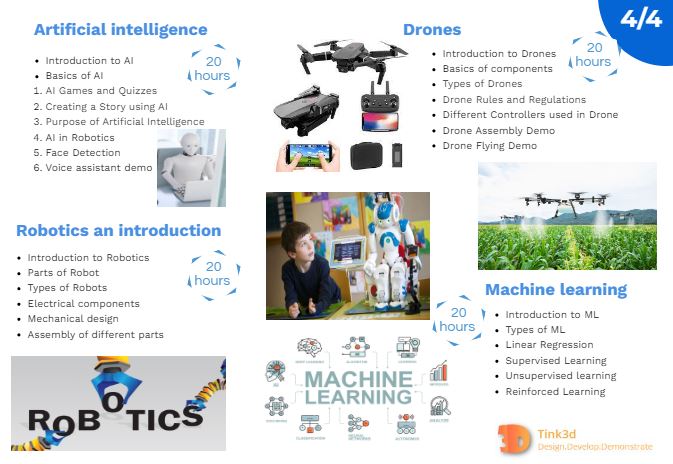 4/4
Artificial intelligence
20
hours
• Introduction to AI
• Basics of AI
1. AI Games and Quizzes
2. Creating a Story using AI
3. Purpose of Artificial Intelligence
4. AI in Robotics
5. Face Detection
6. Voice assistant demo
Drones
20
hours
• Introduction to Drones
• Basics of components
• Types of Drones
• Drone Rules and Regulations
• Different Controllers used in Drone
• Drone Assembly Demo
• Drone Flying Demo
Robotics an introduction
20
hours
• Introduction to Robotics
• Parts of Robot
• Types of Robots
• Electrical components
• Mechanical design
• Assembly of different parts
ROBOTICS
Machine learning
20
hours
• Introduction to ML
• Types of ML
• Linear Regression
• Supervised Learning
• Unsupervised learning
• Reinforced Learning
MACHINE
LEARNING
CLASSIFICATION
NEURAL
NETWORKS
AUTONOMUS
3D
Tink3d
Design.Develop.Demonstrate